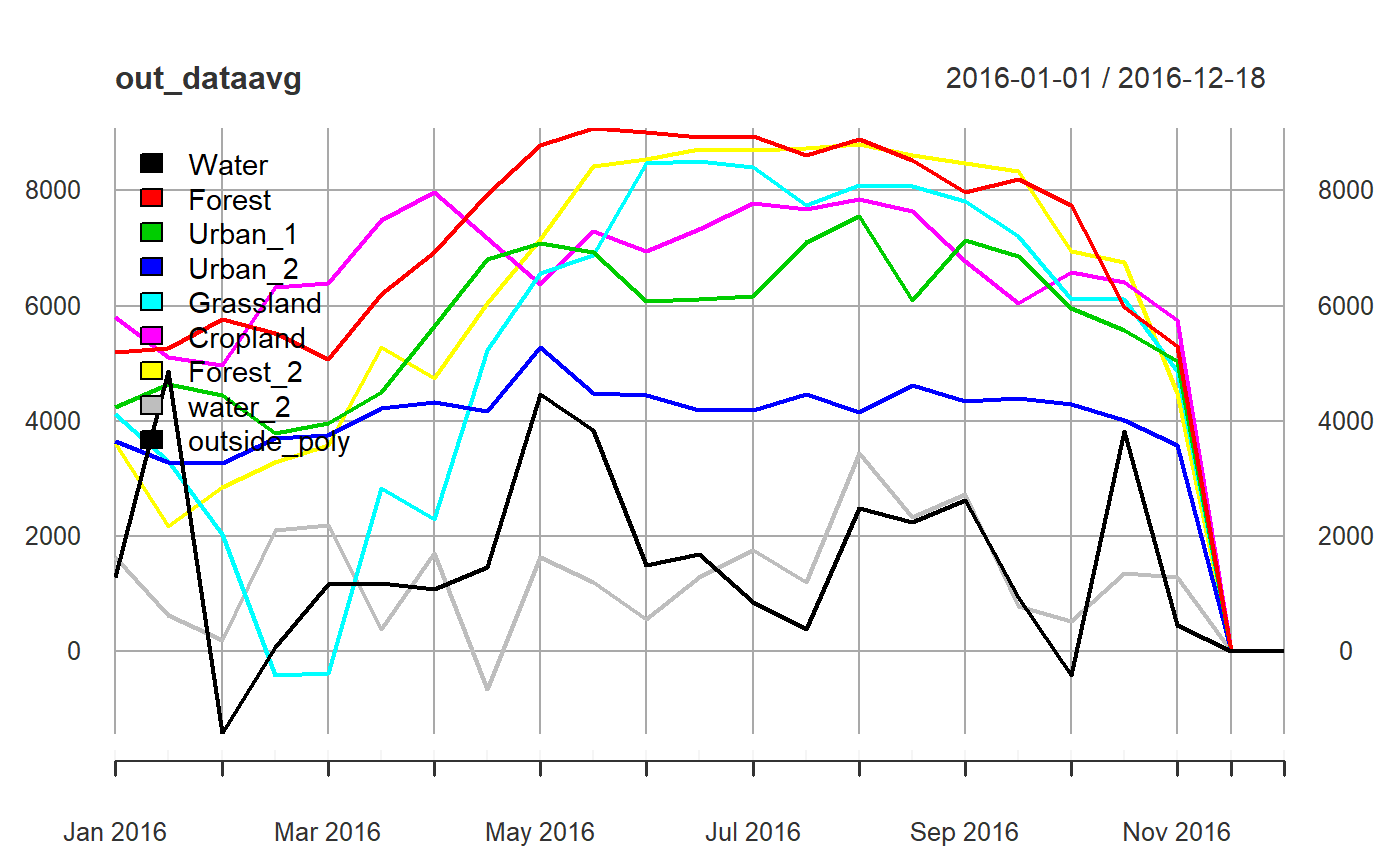 out_dataavg 2016-01-01 / 2016-12-18
Water
Forest
Urban_1
Urban_2
Grassland
Cropland
Forest_2
water_2
outside_poly
8000 8000
6000 6000
4000 4000
2000 2000
0 0
Jan 2016 Mar 2016 May 2016 Jul 2016 Sep 2016 Nov 2016